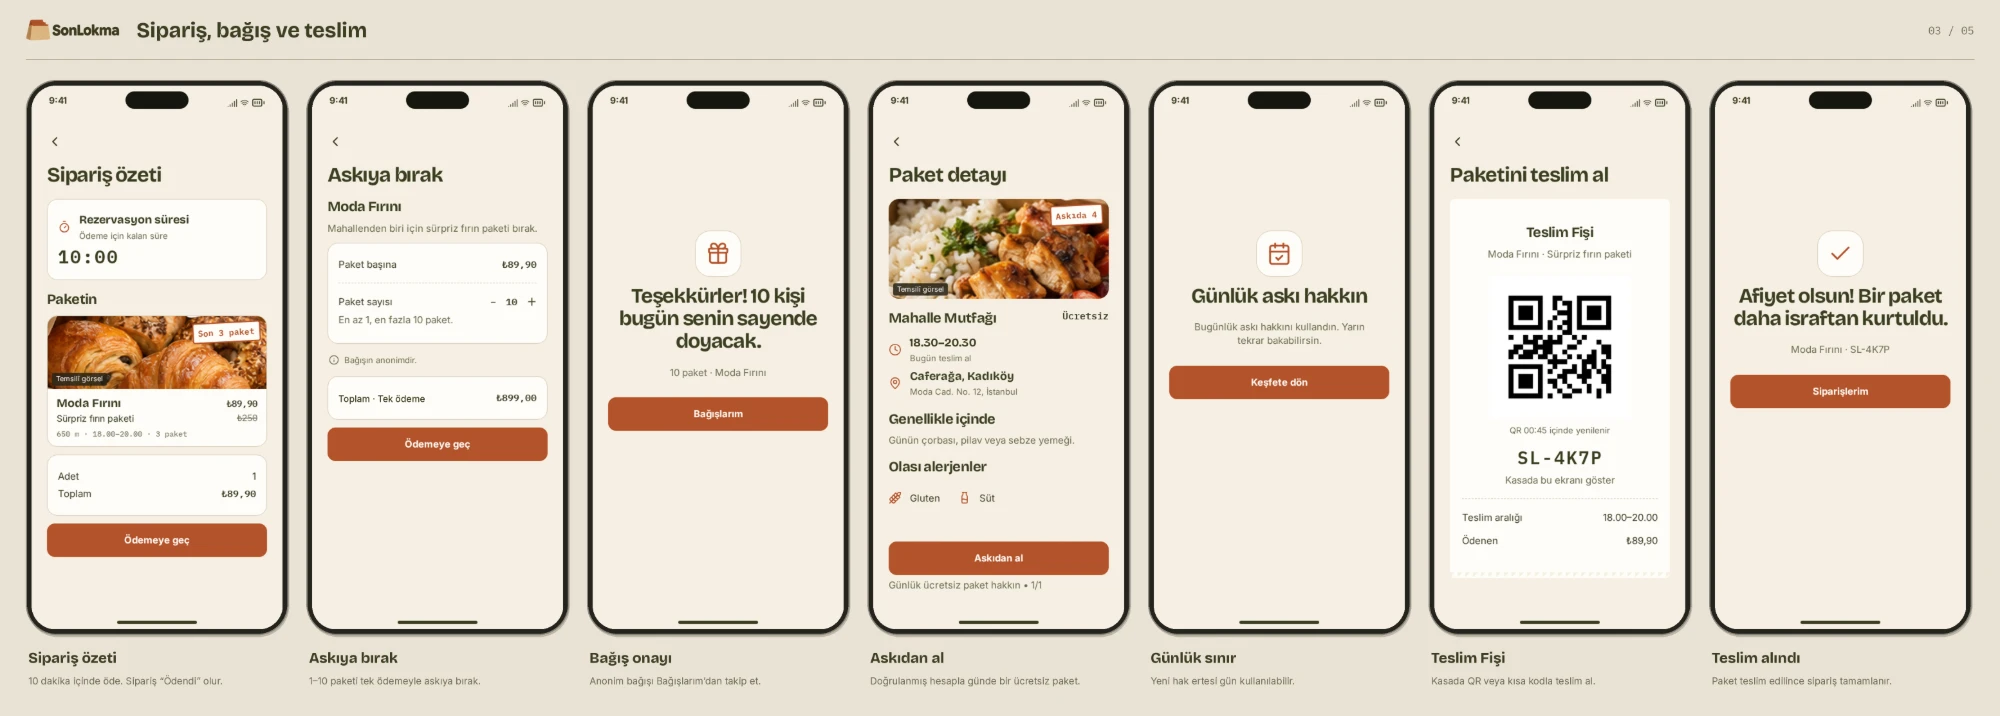 SonLokma Sipariş, bağış ve teslim
03 / 05
9:41
Sipariş özeti
Rezervasyon süresi
Ödeme için kalan süre
10:00
Paketin
Son 3 paket
Temsili görsel
Moda Fırını ₺89,90
Sürpriz fırın paketi ₺250
650 m · 18.00–20.00 · 3 paket
Adet 1
Toplam ₺89,90
Ödemeye geç
Sipariş özeti
10 dakika içinde öde. Sipariş “Ödendi” olur.
9:41
Askıya bırak
Moda Fırını
Mahallenden biri için sürpriz fırın paketi bırak.
Paket başına ₺89,90
Paket sayısı − 10 +
En az 1, en fazla 10 paket.
Bağışın anonimdir.
Toplam · Tek ödeme ₺899,00
Ödemeye geç
Askıya bırak
1–10 paketi tek ödemeyle askıya bırak.
9:41
Teşekkürler! 10 kişi
bugün senin sayende
doyacak.
10 paket · Moda Fırını
Bağışlarım
Bağış onayı
Anonim bağışı Bağışlarım'dan takip et.
9:41
Paket detayı
Askıda 4
Temsili görsel
Mahalle Mutfağı Ücretsiz
18.30–20.30
Bugün teslim al
Caferağa, Kadıköy
Moda Cad. No. 12, İstanbul
Genellikle içinde
Günün çorbası, pilav veya sebze yemeği.
Olası alerjenler
Gluten Süt
Askıdan al
Günlük ücretsiz paket hakkın • 1/1
Askıdan al
Doğrulanmış hesapla günde bir ücretsiz paket.
9:41
Günlük askı hakkın
Bugünlük askı hakkını kullandın. Yarın
tekrar bakabilirsin.
Keşfete dön
Günlük sınır
Yeni hak ertesi gün kullanılabilir.
9:41
Paketini teslim al
Teslim Fişi
Moda Fırını · Sürpriz fırın paketi
QR 00:45 içinde yenilenir
SL-4K7P
Kasada bu ekranı göster
Teslim aralığı 18.00–20.00
Ödenen ₺89,90
Teslim Fişi
Kasada QR veya kısa kodla teslim al.
9:41
Afiyet olsun! Bir paket
daha israftan kurtuldu.
Moda Fırını · SL-4K7P
Siparişlerim
Teslim alındı
Paket teslim edilince sipariş tamamlanır.